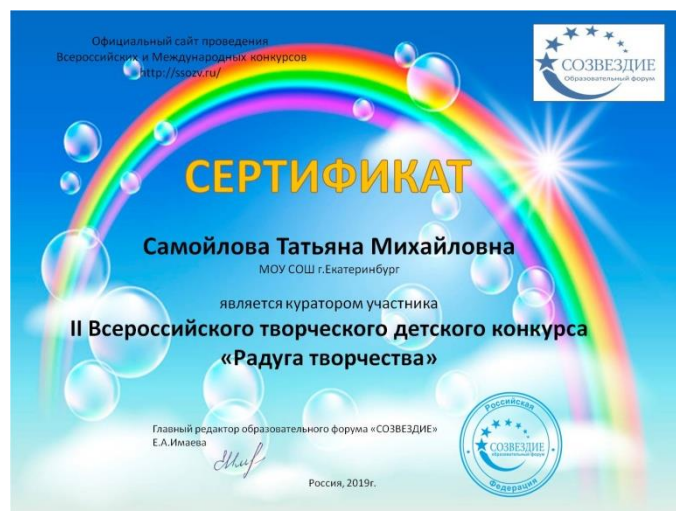 Официальный сайт проведения
Всероссийских и Международных конкурсов
http://ssozv.ru/
СОЗВЕЗДИЕ
Образовательный форум
СЕРТИФИКАТ
Самойлова Татьяна Михайловна
МОУ СОШ г.Екатеринбург
является куратором участника
II Всероссийского творческого детского конкурса
«Радуга творчества»
Главный редактор образовательного форума «СОЗВЕЗДИЕ»
Е.А.Имаева
Россия, 2019г.
Российская
СОЗВЕЗДИЕ
образовательный форум
Федерация